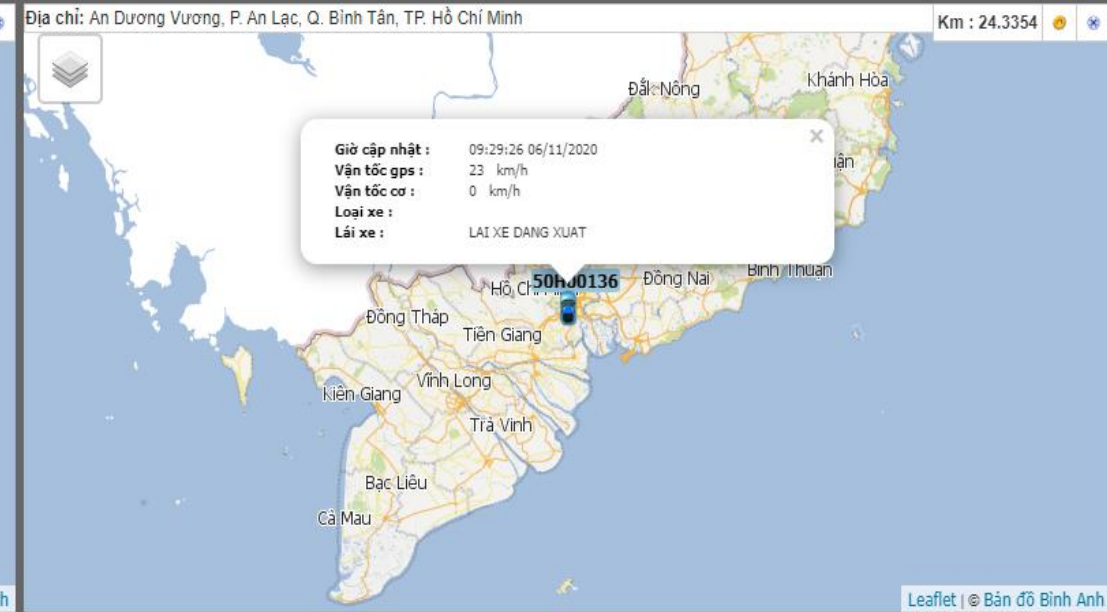 Địa chỉ: An Dương Vương, P. An Lạc, Q. Bình Tân, TP. Hồ Chí Minh
Km : 24.3354
Đắk Nông
Khánh Hòa
Giờ cập nhật : 09:29:26 06/11/2020
Vận tốc gps : 23 km/h
Vận tốc cơ : 0 km/h
Loại xe :
Lái xe : LAI XE DANG XUAT
50H00136
Đồng Nai
Bình Thuận
Đồng Tháp
Tiền Giang
Kiên Giang
Vĩnh Long
Trà Vinh
Bạc Liêu
Cà Mau
Leaflet | © Bản đồ Bình Anh